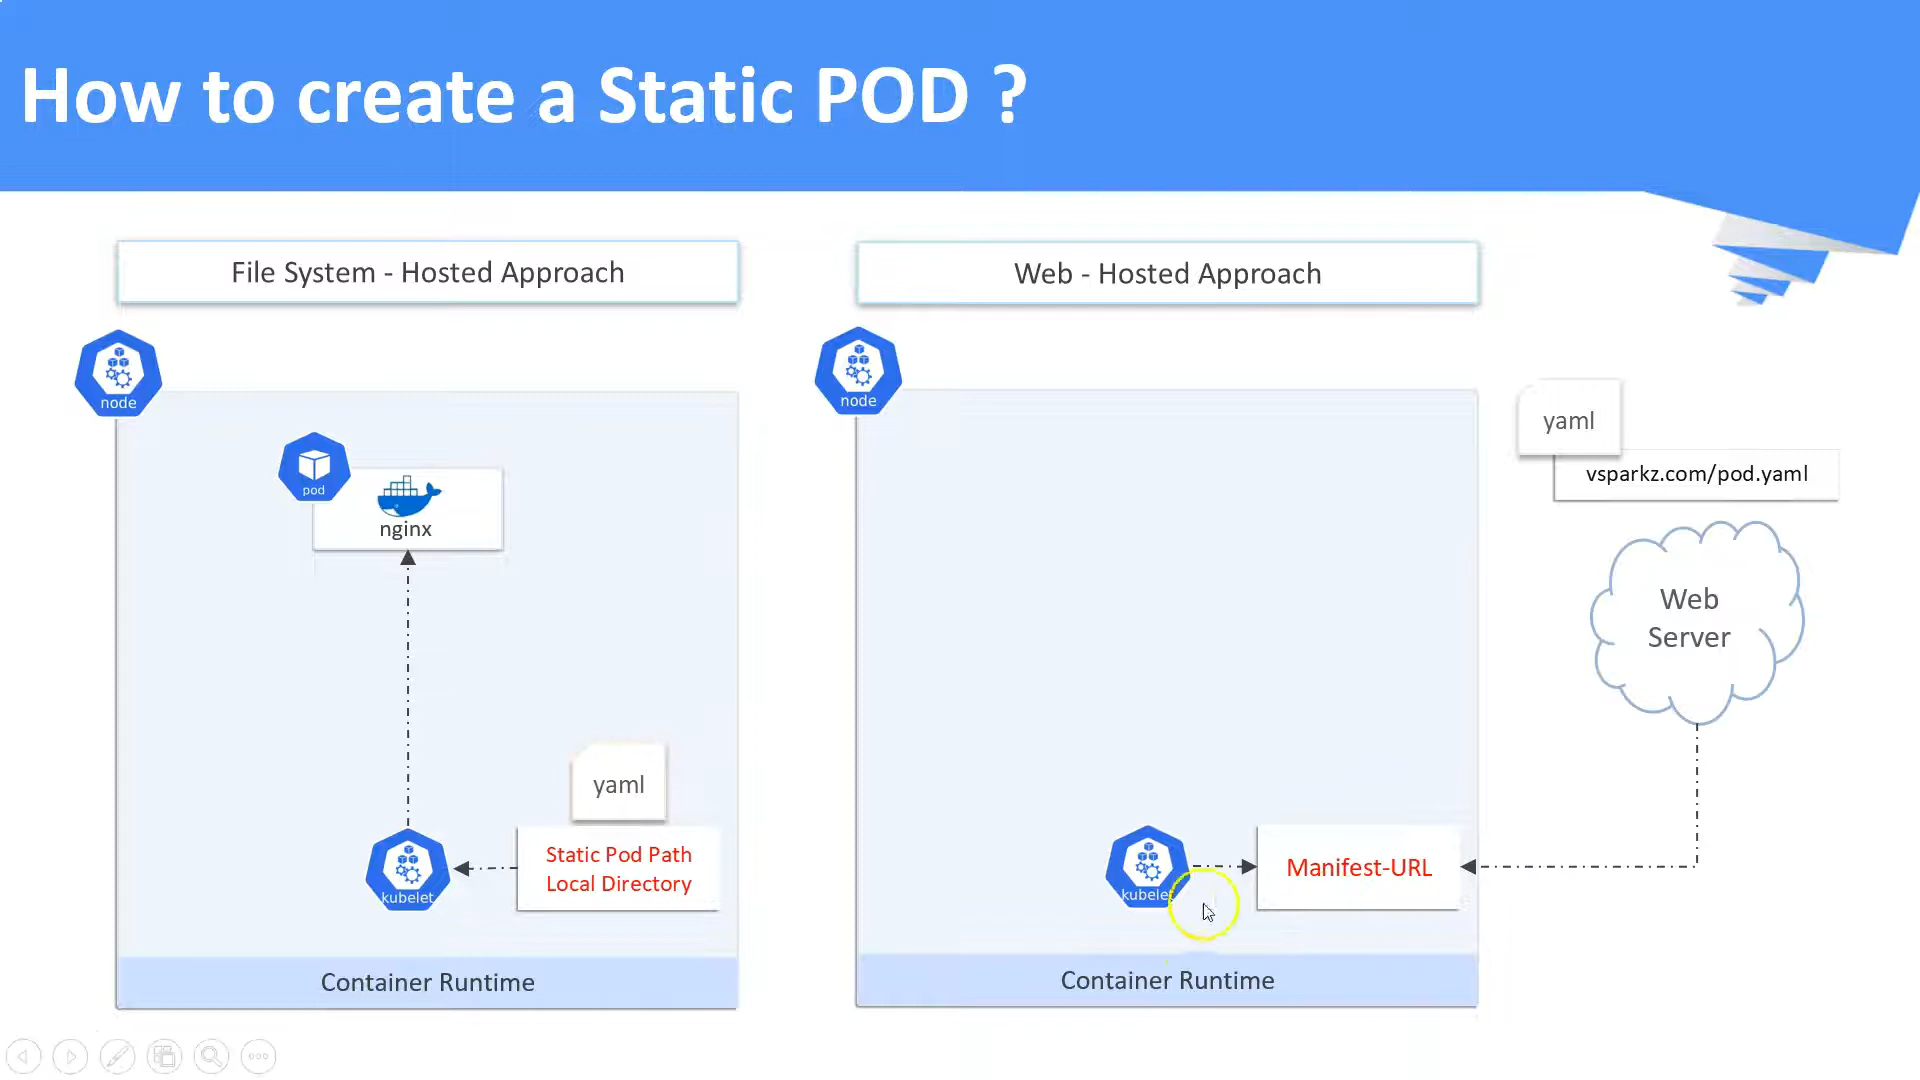 How to create a Static POD ?
File System - Hosted Approach
node
pod
nginx
yaml
kubelet
Static Pod Path
Local Directory
Container Runtime
Web - Hosted Approach
node
yaml
vsparkz.com/pod.yaml
Web
Server
kubelet
Manifest-URL
Container Runtime